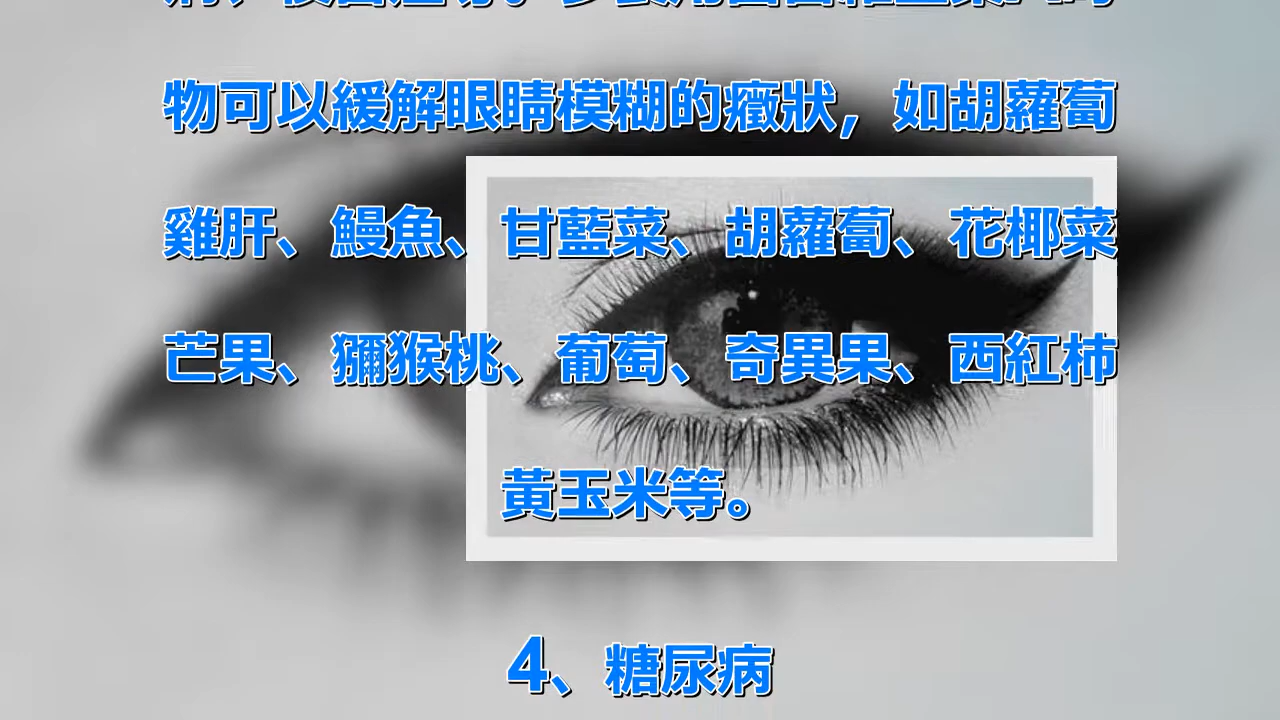 物可以緩解眼睛模糊的癥狀，如胡蘿蔔
雞肝、鰻魚、甘藍菜、胡蘿蔔、花椰菜
芒果、獼猴桃、葡萄、奇異果、西紅柿
黃玉米等。
4、糖尿病